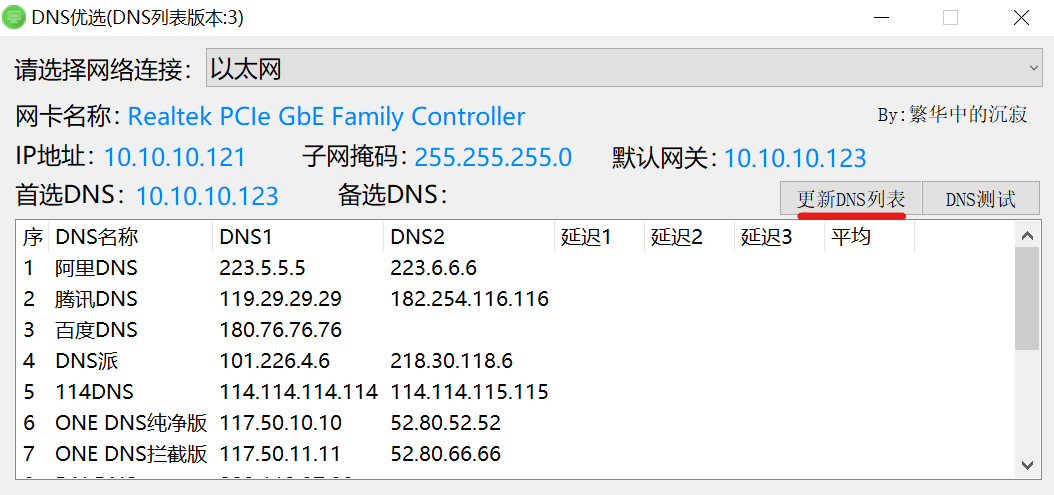 DNS优选(DNS列表版本:3)
请选择网络连接: 以太网
网卡名称: Realtek PCIe GbE Family Controller By:繁华中的沉寂
IP地址: 10.10.10.121 子网掩码: 255.255.255.0 默认网关: 10.10.10.123
首选DNS: 10.10.10.123 备选DNS: 更新DNS列表 DNS测试
序 DNS名称 DNS1 DNS2 延迟1 延迟2 延迟3 平均
1 阿里DNS 223.5.5.5 223.6.6.6
2 腾讯DNS 119.29.29.29 182.254.116.116
3 百度DNS 180.76.76.76
4 DNS派 101.226.4.6 218.30.118.6
5 114DNS 114.114.114.114 114.114.115.115
6 ONE DNS纯净版 117.50.10.10 52.80.52.52
7 ONE DNS拦截版 117.50.11.11 52.80.66.66